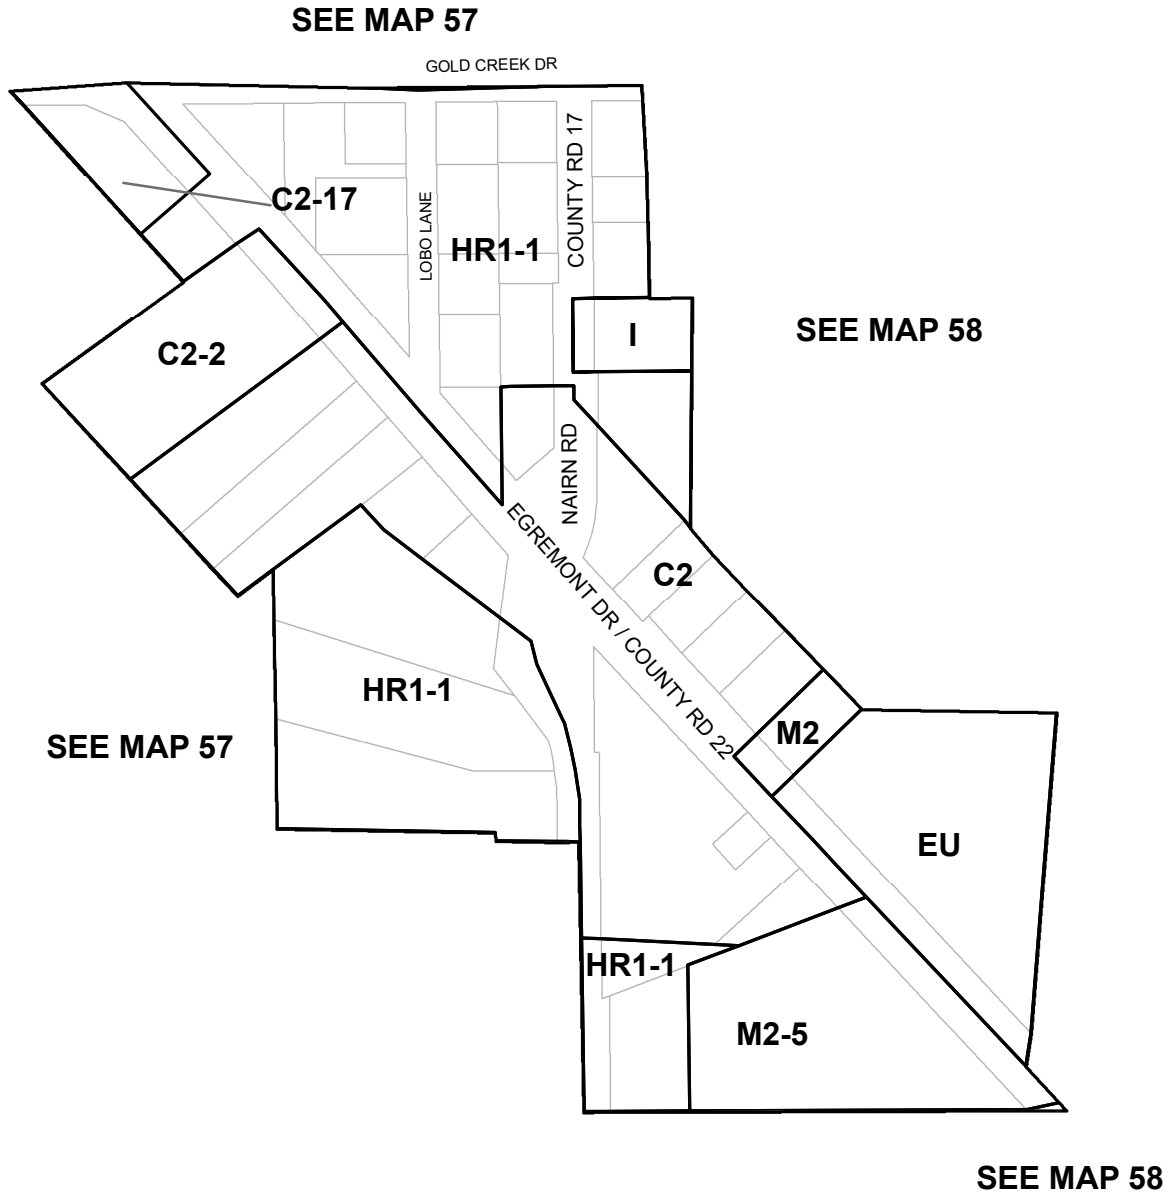 SEE MAP 57
GOLD CREEK DR
COUNTY RD 17
C2-17
LOBO LANE
HR1-1
SEE MAP 58
I
C2-2
NAIRN RD
EGREMONT DR / COUNTY RD 22
C2
HR1-1
M2
SEE MAP 57
EU
HR1-1
M2-5
SEE MAP 58